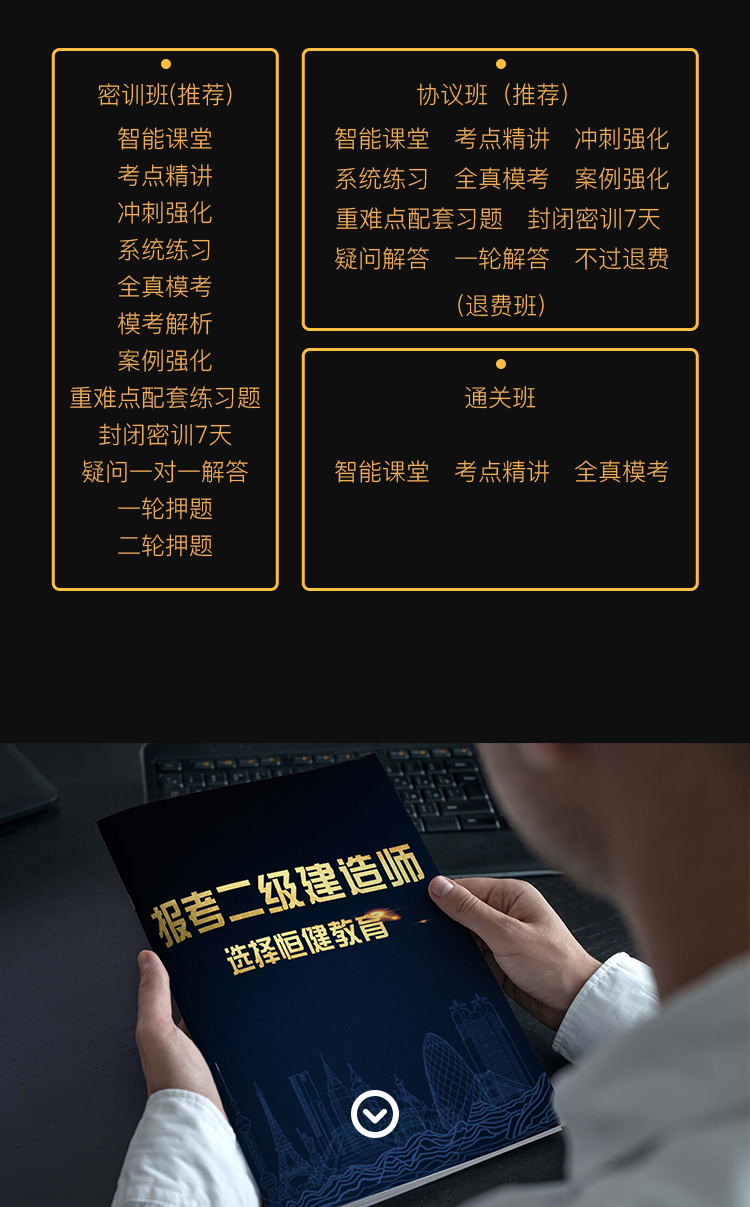 密训班(推荐)
智能课堂
考点精讲
冲刺强化
系统练习
全真模考
模考解析
案例强化
重难点配套练习题
封闭密训7天
疑问一对一解答
一轮押题
二轮押题
协议班（推荐）
智能课堂 考点精讲 冲刺强化
系统练习 全真模考 案例强化
重难点配套习题 封闭密训7天
疑问解答 一轮解答 不过退费
（退费班）
通关班
智能课堂 考点精讲 全真模考
报考二级建造师
选择恒健教育